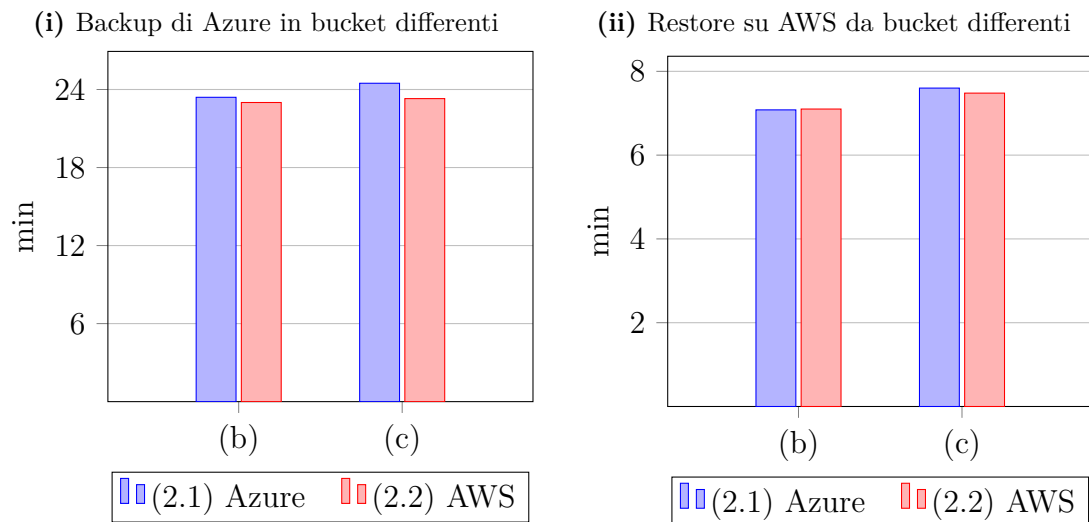 (i) Backup di Azure in bucket differenti
24
18
12
6
min
(b) (c)
(2.1) Azure (2.2) AWS
(ii) Restore su AWS da bucket differenti
8
6
4
2
min
(b) (c)
(2.1) Azure (2.2) AWS